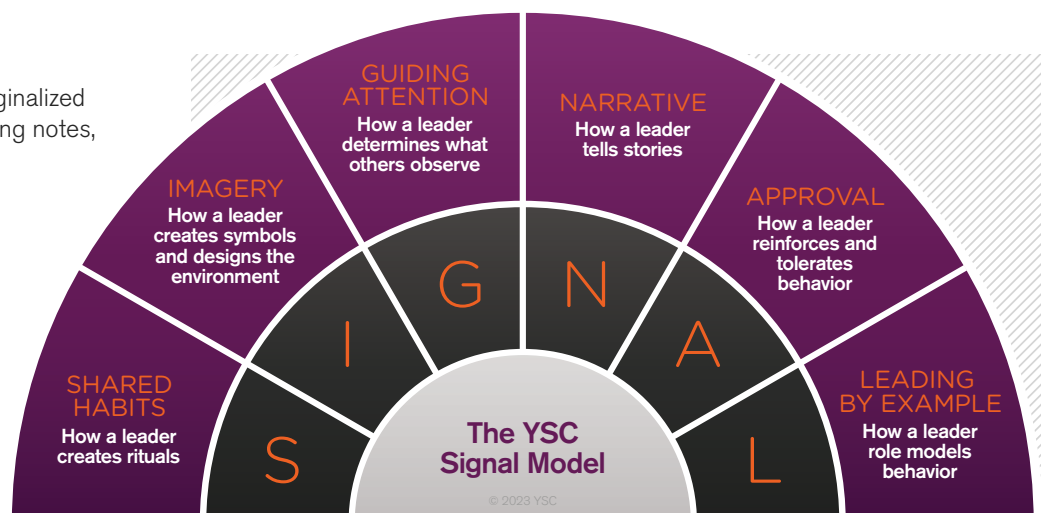 ginalized
ng notes,
SHARED
HABITS
How a leader
creates rituals
IMAGERY
How a leader
creates symbols
and designs the
environment
GUIDING
ATTENTION
How a leader
determines what
others observe
NARRATIVE
How a leader
tells stories
APPROVAL
How a leader
reinforces and
tolerates
behavior
LEADING
BY EXAMPLE
How a leader
role models
behavior
S
I
G
N
A
L
The YSC
Signal Model
© 2023 YSC